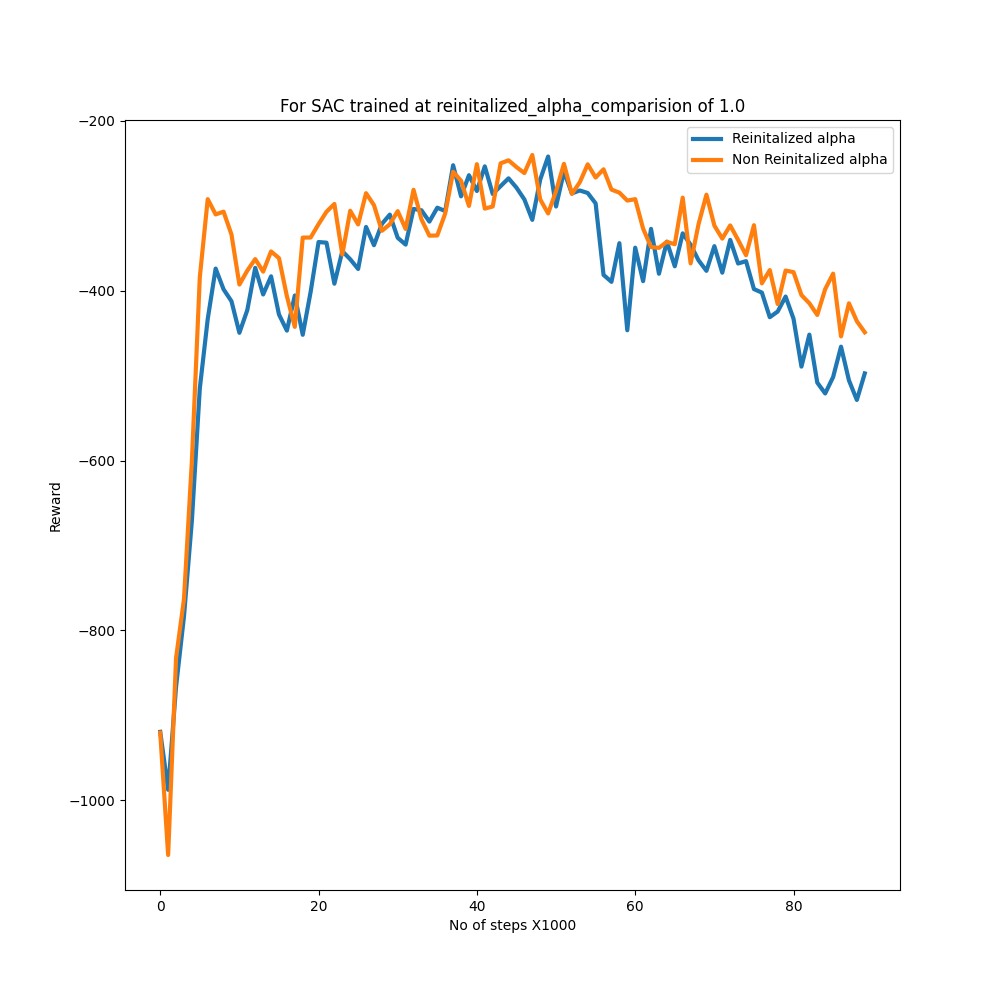 For SAC trained at reinitalized_alpha_comparision of 1.0
Reinitalized alpha
Non Reinitalized alpha
−200
−400
−600
−800
−1000
Reward
0 20 40 60 80
No of steps X1000